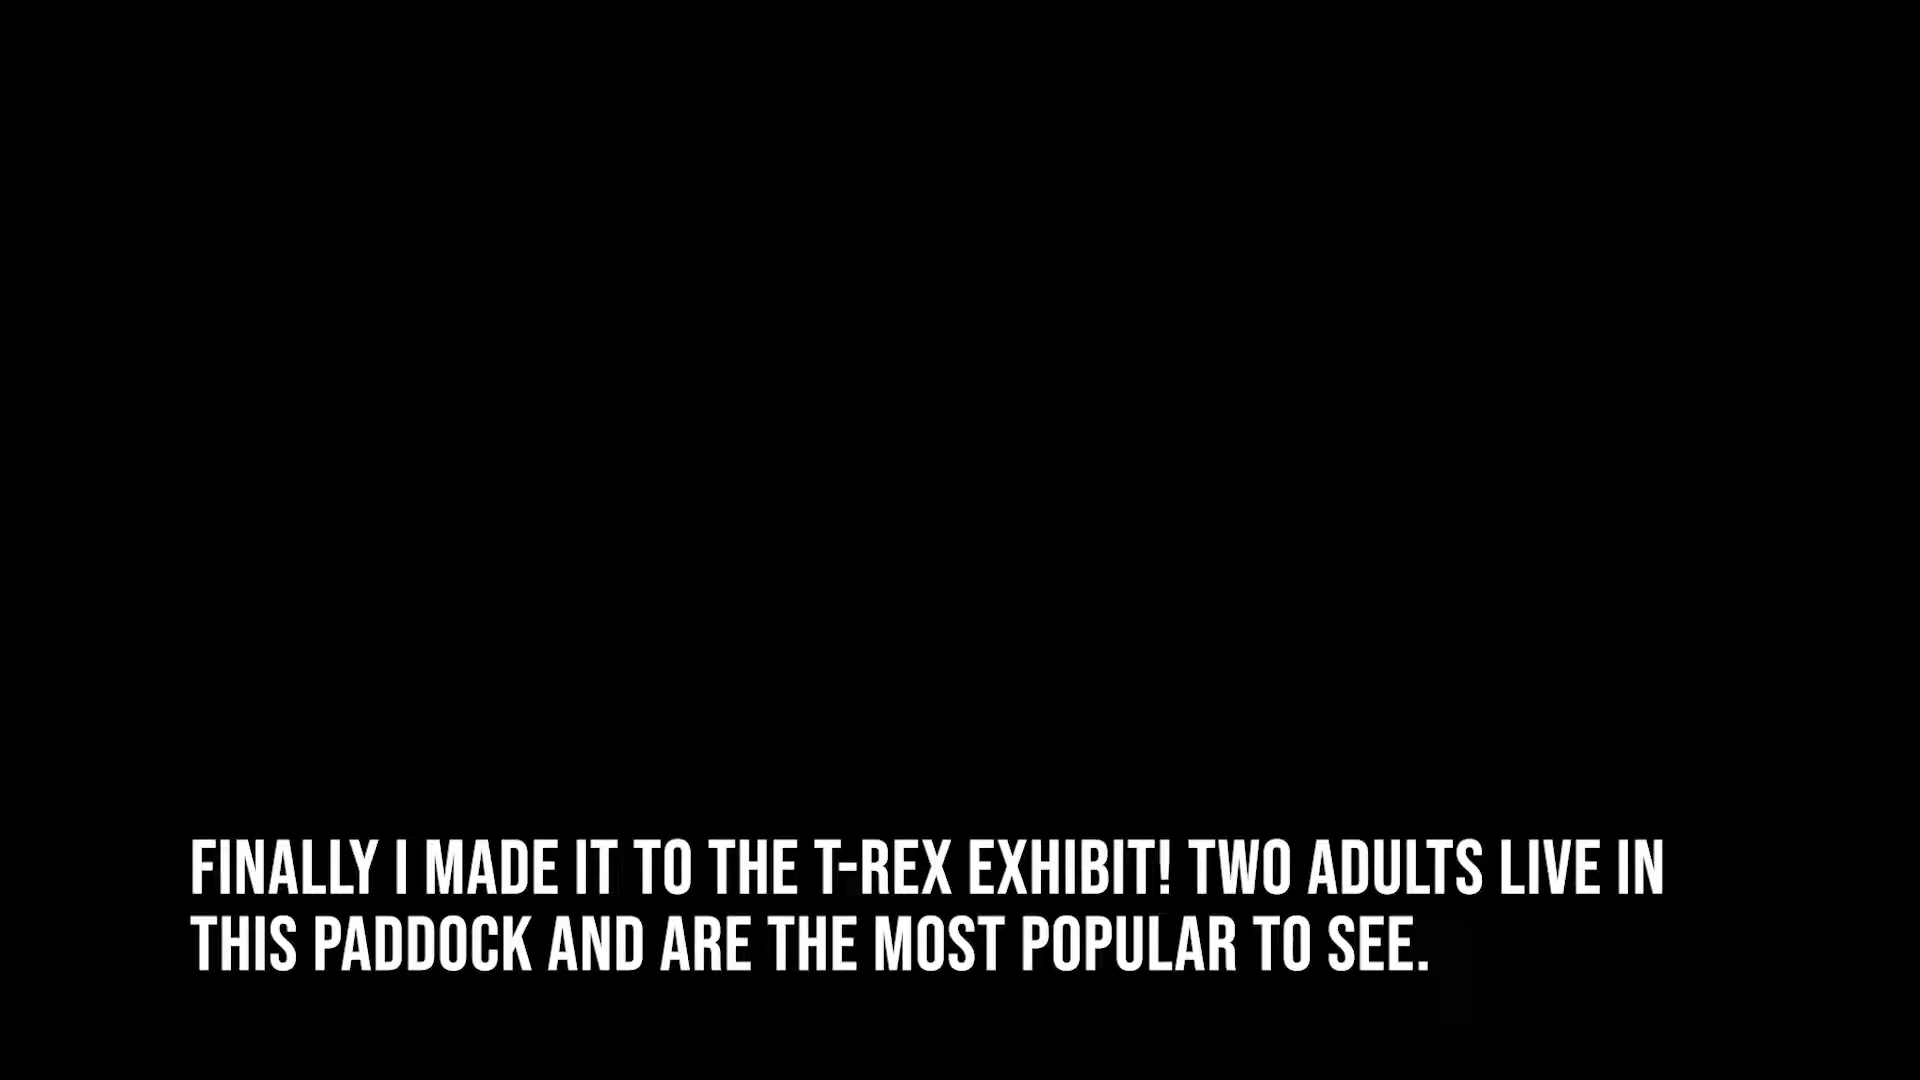 FINALLY I MADE IT TO THE T-REX EXHIBIT! TWO ADULTS LIVE IN
THIS PADDOCK AND ARE THE MOST POPULAR TO SEE.